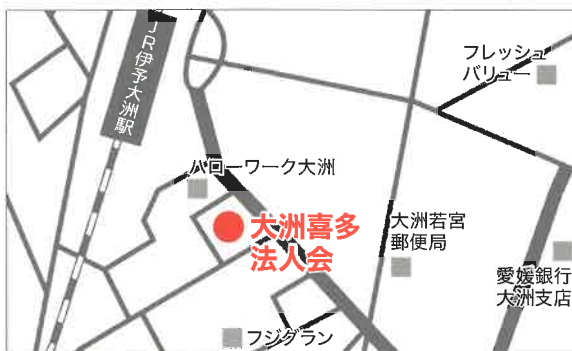 JR伊予大洲駅
フレッシュ
バリュー
ハローワーク大洲
大洲喜多
法人会
大洲若宮
郵便局
愛媛銀行
大洲支店
フジグラン